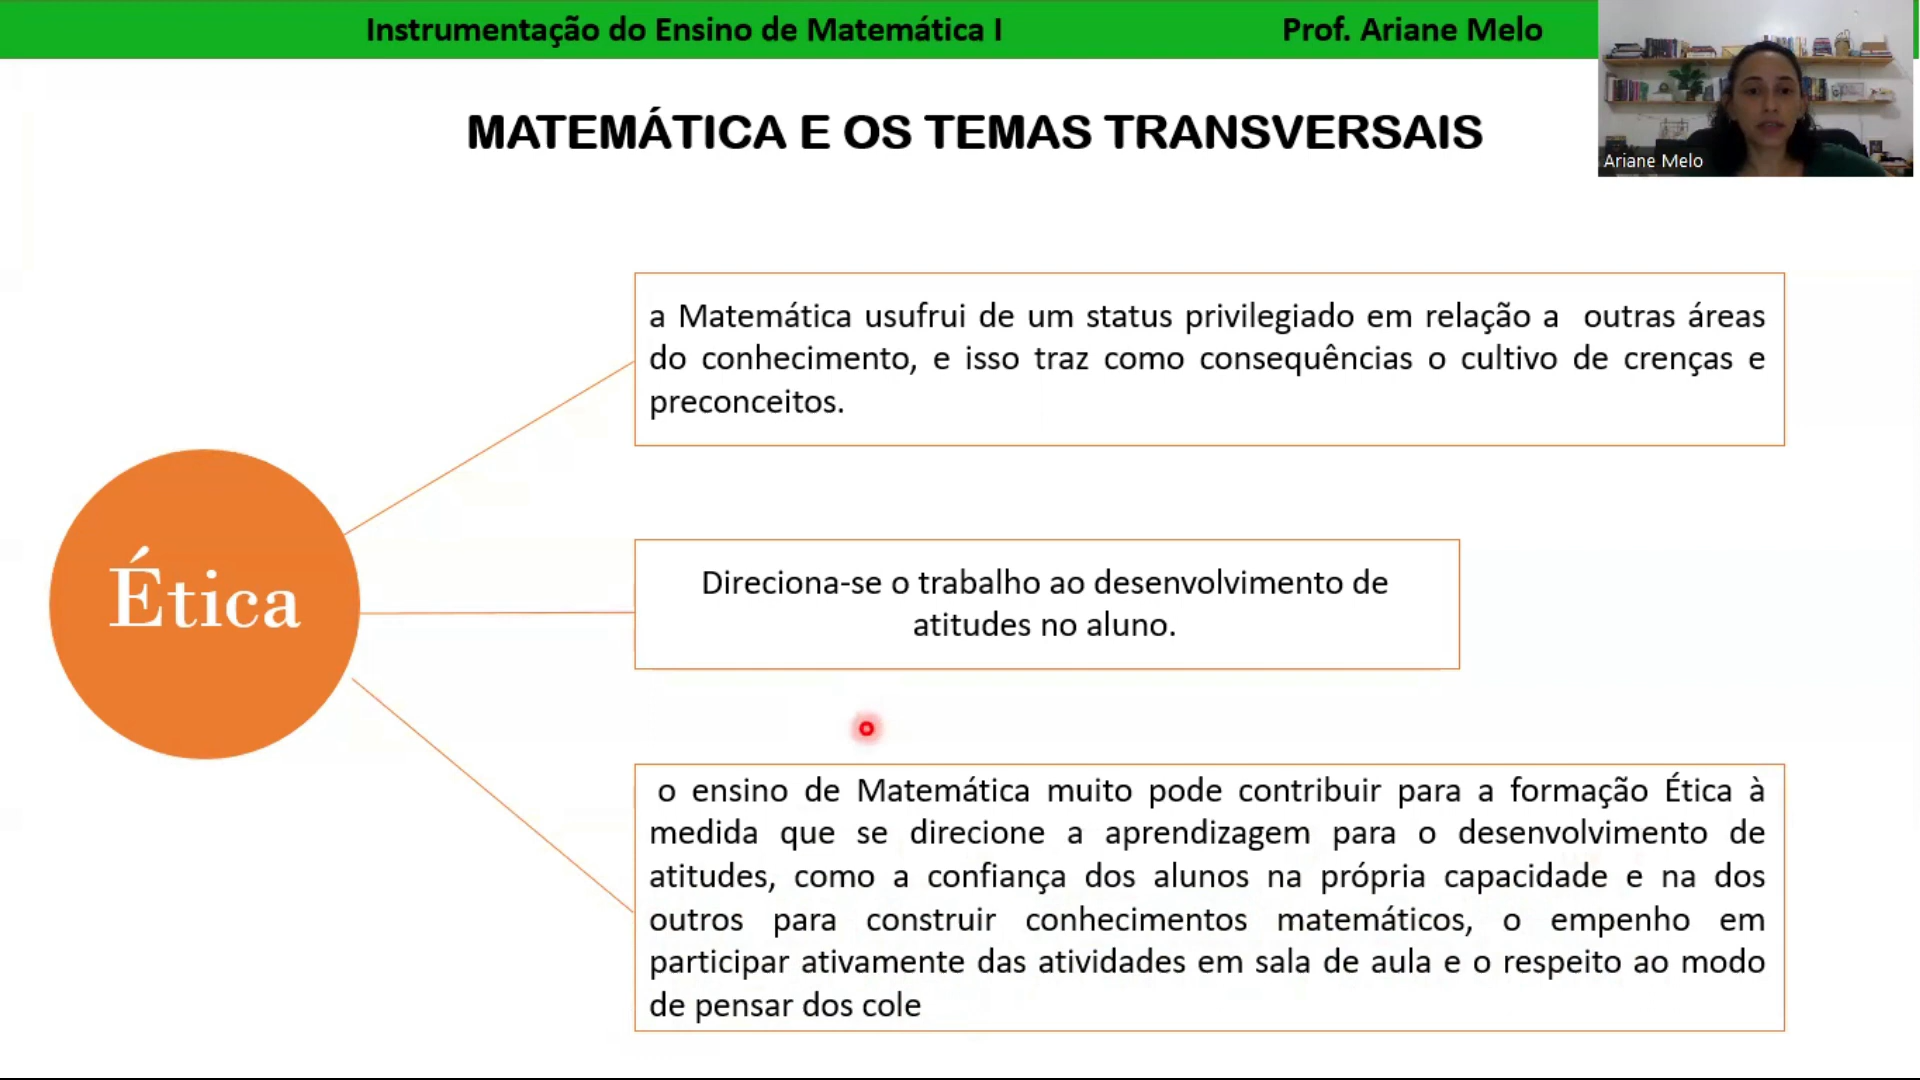 Instrumentação do Ensino de Matemática I
Prof. Ariane Melo
MATEMÁTICA E OS TEMAS TRANSVERSAIS
Ariane Melo
a Matemática usufrui de um status privilegiado em relação a outras áreas
do conhecimento, e isso traz como consequências o cultivo de crenças e
preconceitos.
Ética
Direciona-se o trabalho ao desenvolvimento de
atitudes no aluno.
o ensino de Matemática muito pode contribuir para a formação Ética à
medida que se direcione a aprendizagem para o desenvolvimento de
atitudes, como a confiança dos alunos na própria capacidade e na dos
outros para construir conhecimentos matemáticos, o empenho em
participar ativamente das atividades em sala de aula e o respeito ao modo
de pensar dos cole